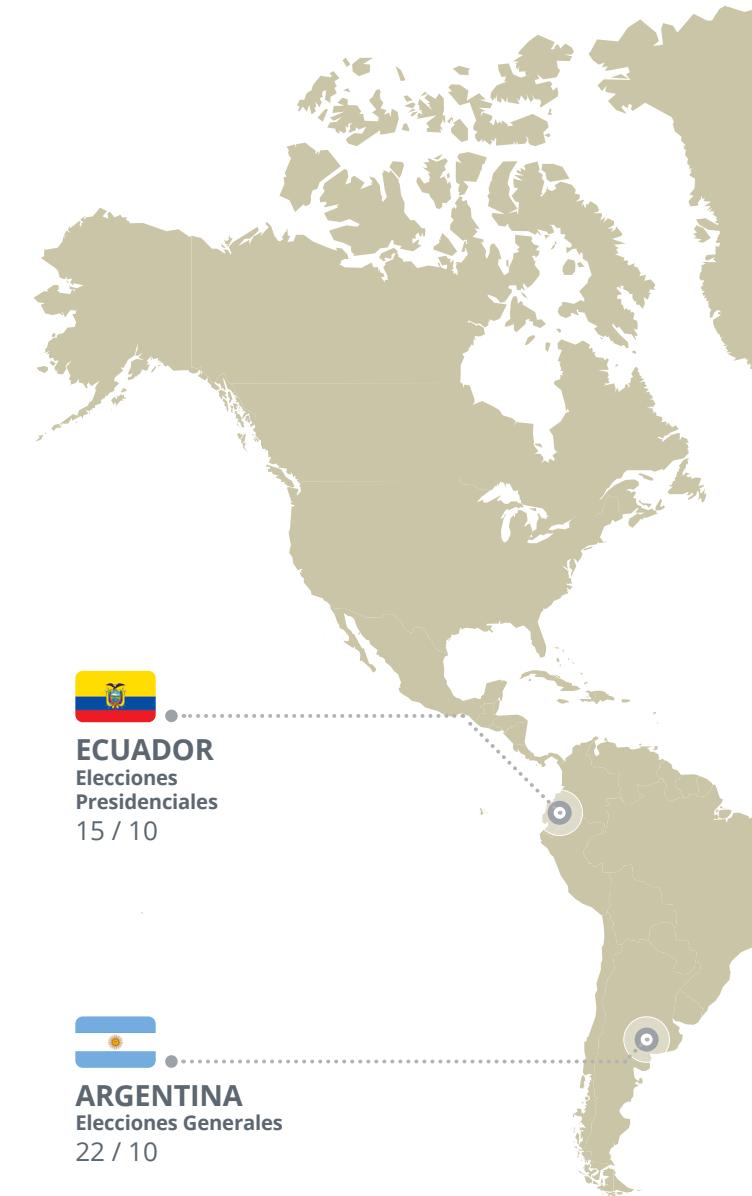 ECUADOR
Elecciones
Presidenciales
15 / 10
ARGENTINA
Elecciones Generales
22 / 10